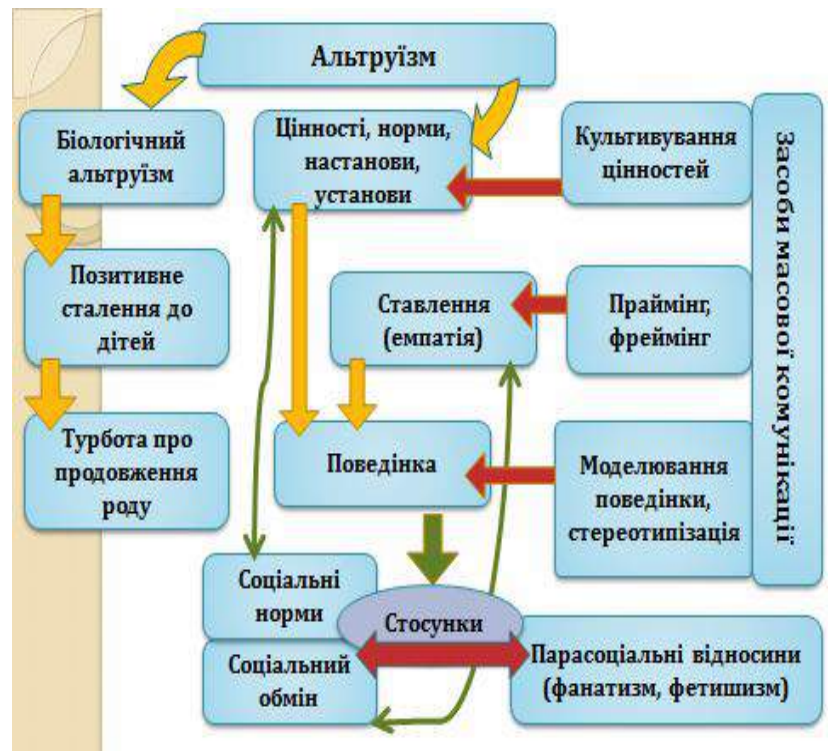 Альтруїзм
Біологічний
альтруїзм
Цінності, норми,
настанови,
установи
Культивування
цінностей
Засоби масової комунікації
Позитивне
сталення до
дітей
Ставлення
(емпатія)
Праймінг,
фреймінг
Турбота про
продовження
роду
Поведінка
Моделювання
поведінки,
стереотипізація
Соціальні
норми
Стосунки
Соціальний
обмін
Парасоціальні відносини
(фанатизм, фетишизм)